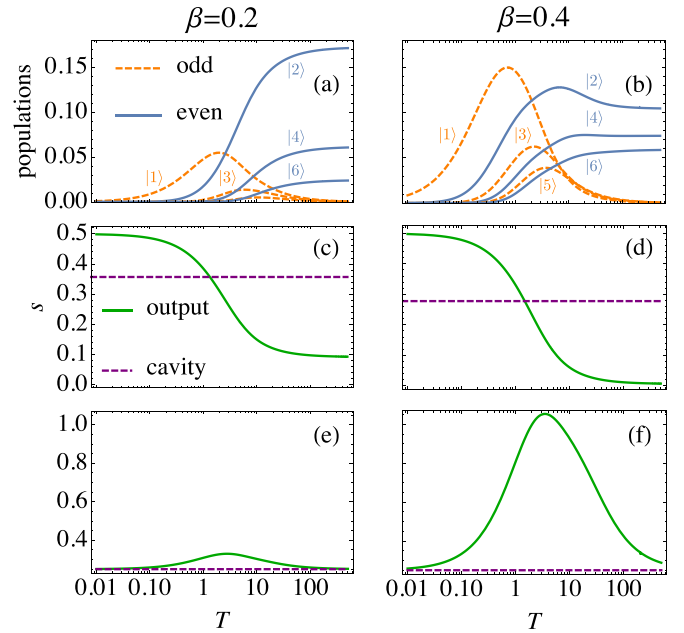 β=0.2
β=0.4
populations
0.15
0.10
0.05
0.00
odd
even
(a)
|2⟩
|4⟩
|1⟩
|3⟩
|6⟩
(b)
|2⟩
|1⟩
|3⟩
|4⟩
|6⟩
|5⟩
s
0.5
0.4
0.3
0.2
0.1
0.0
output
cavity
(c)
(d)
1.0
0.8
0.6
0.4
(e)
(f)
0.01 0.10 1 10 100
0.01 0.10 1 10 100
T
T